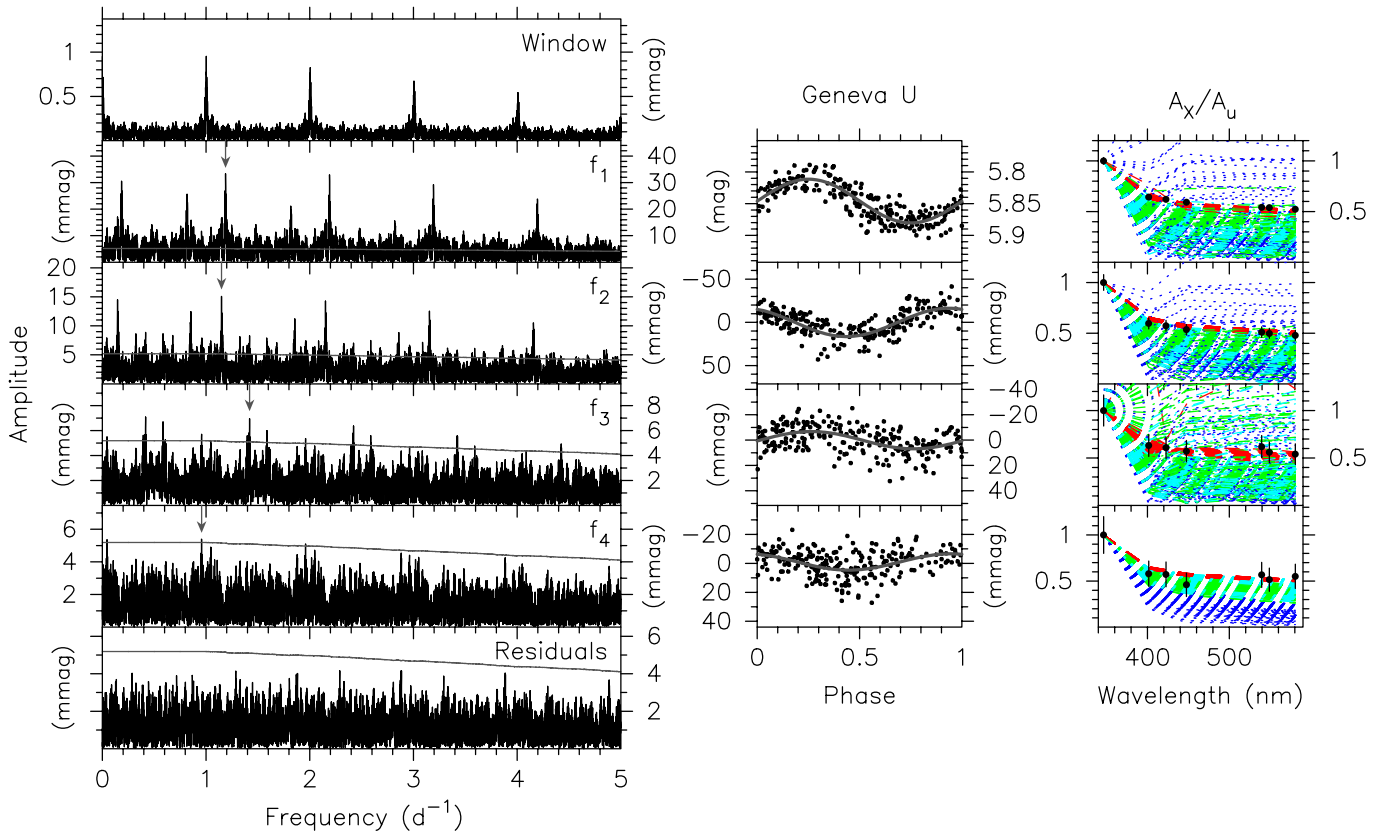 Window
1
0.5
(mmag)
f1
(mmag)
40
30
20
10
f2
20
15
10
5
(mmag)
f3
(mmag)
8
6
4
2
f4
6
4
2
(mmag)
Residuals
(mmag)
6
4
2
Amplitude
0 1 2 3 4 5
Frequency (d−1)
Geneva U
(mag)
5.8
5.85
5.9
−50
0
50
(mmag)
−40
−20
0
20
40
(mmag)
−20
0
20
40
(mmag)
0 0.5 1
Phase
Ax/Au
1
0.5
1
0.5
1
0.5
1
0.5
400 500
Wavelength (nm)